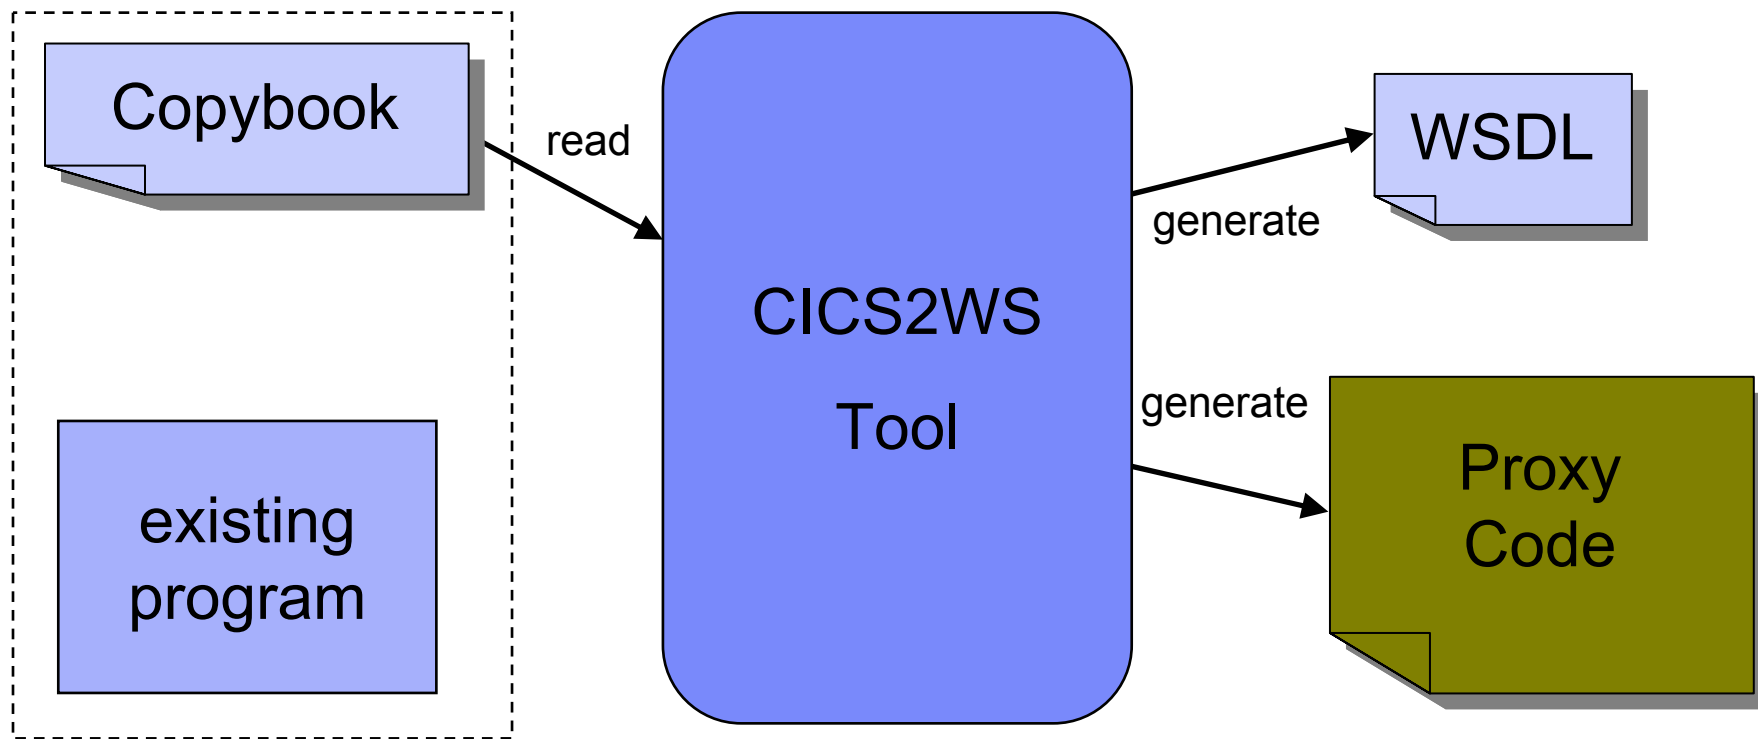 Copybook
read
existing
program
CICS2WS
Tool
generate
WSDL
generate
Proxy
Code